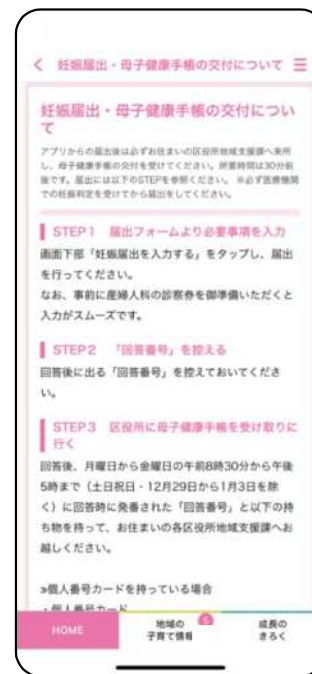 妊娠届出・母子健康手帳の交付について
妊娠届出・母子健康手帳の交付につい
て
アプリからの届出後は必ずお住まいの区役所地域支援課へ来所
し、母子健康手帳の交付を受けてください。所要時間は30分前
後です。届出には以下のSTEPを参照ください。 ※必ず医療機関
での妊娠判定を受けてから届出をしてください。
STEP1 届出フォームより必要事項を入力
画面下部「妊娠届出を入力する」をタップし、届出
を行ってください。
なお、事前に産婦人科の診察券を御準備いただくと
入力がスムーズです。
STEP2 「回答番号」を控える
回答後に出る「回答番号」を控えておいてくださ
い。
STEP3 区役所に母子健康手帳を受け取りに
行く
回答後、月曜日から金曜日の午前8時30分から午後
5時まで（土日祝日・12月29日から1月3日を除
く）に回答時に発番された「回答番号」と以下の持
ち物を持って、お住まいの各区役所地域支援課へお
越しください。
»個人番号カードを持っている場合
・個人番号カード
HOME
地域の
子育て情報
5
成長の
きろく